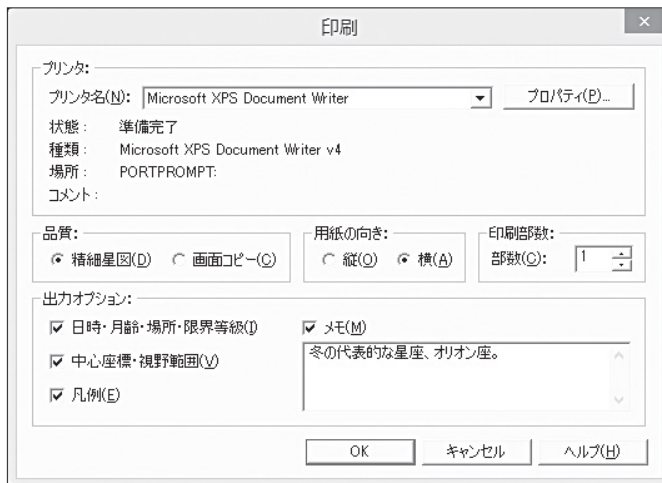 印刷
プリンタ:
プリンタ名(N): Microsoft XPS Document Writer プロパティ(P)...
状態: 準備完了
種類: Microsoft XPS Document Writer v4
場所: PORTPROMPT:
コメント:
品質: 用紙の向き: 印刷部数:
精細星図(D) 画面コピー(C) 縦(O) 横(A) 部数(C): 1
出力オプション:
日時・月齢・場所・限界等級(I) メモ(M)
冬の代表的な星座、オリオン座。
中心座標・視野範囲(V)
凡例(E)
OK キャンセル ヘルプ(H)